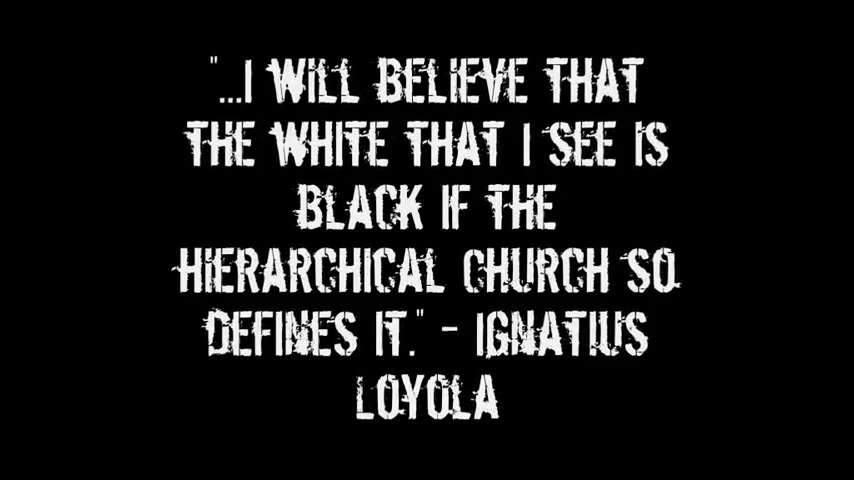 "...I WILL BELIEVE THAT
THE WHITE THAT I SEE IS
BLACK IF THE
HIERARCHICAL CHURCH SO
DEFINES IT." - IGNATIUS
LOYOLA